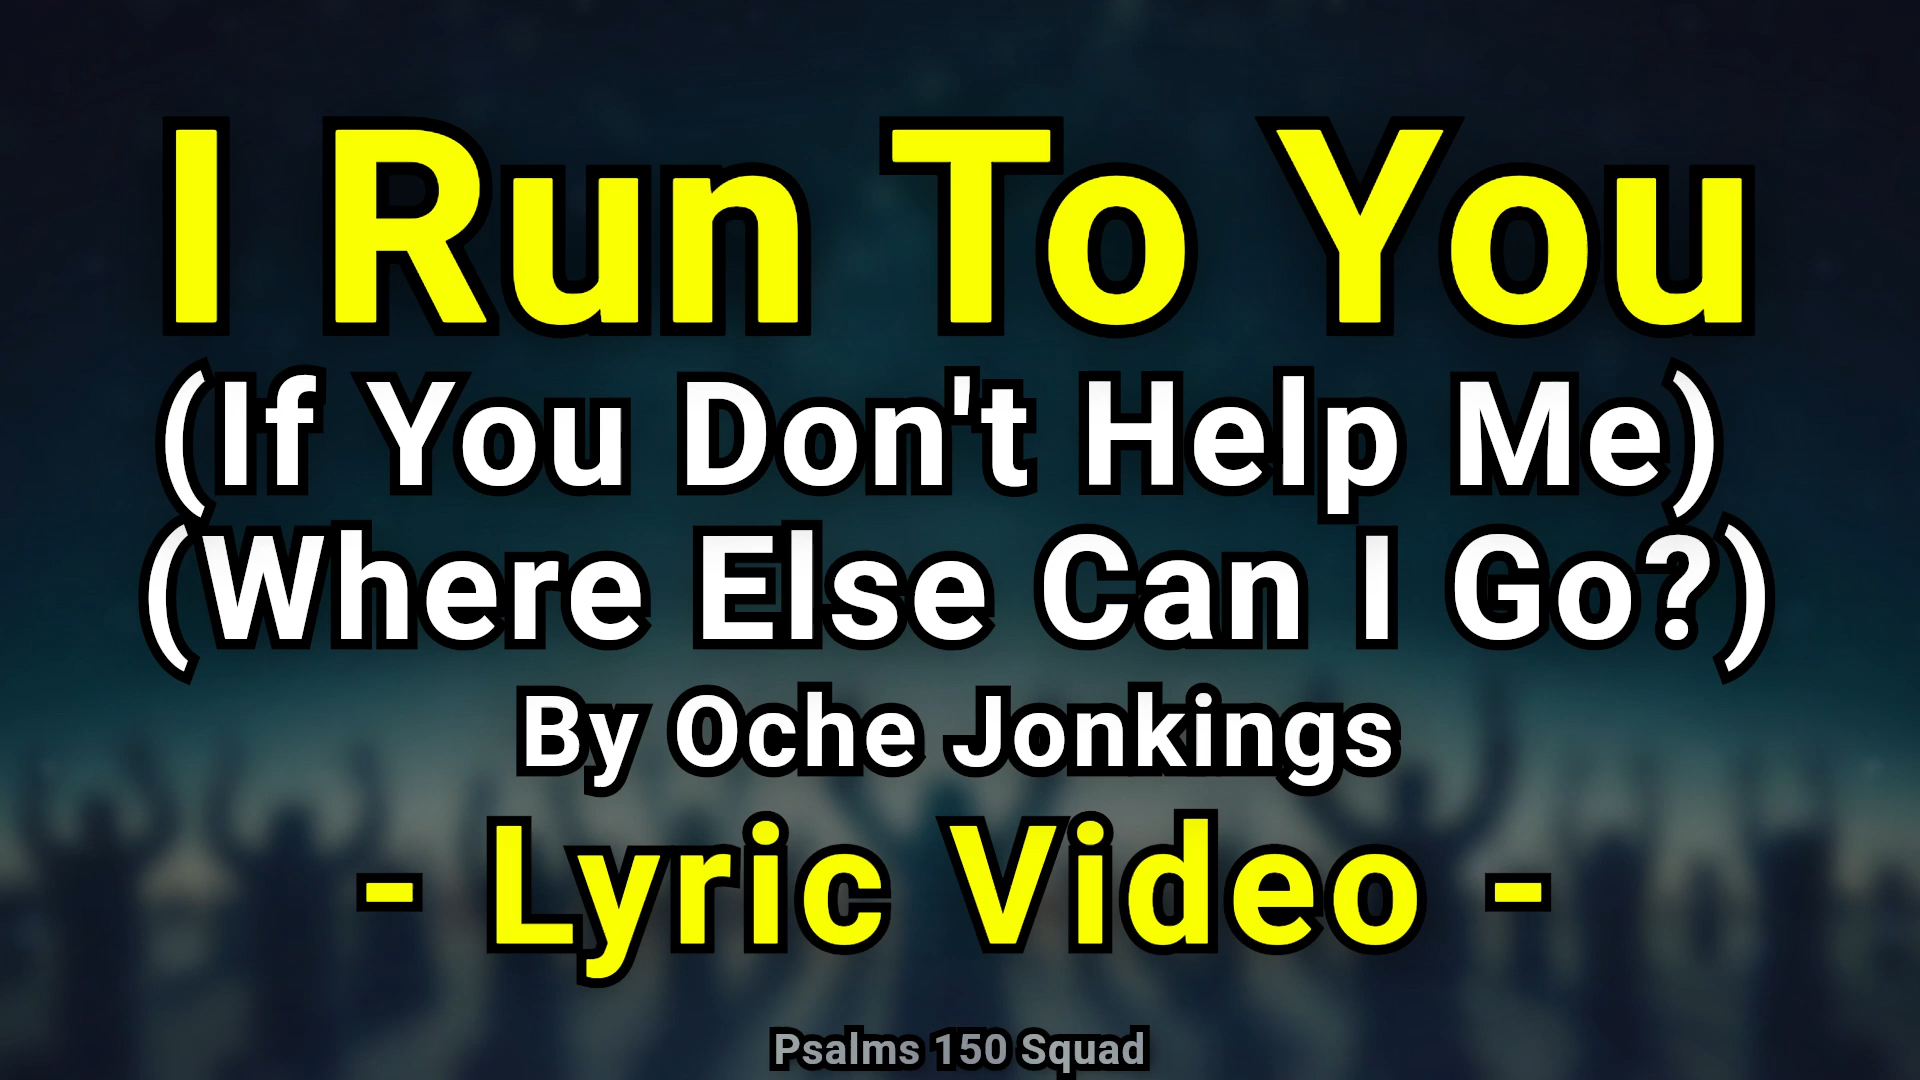 I Run To You
(If You Don't Help Me)
(Where Else Can I Go?)
By Oche Jonkings
- Lyric Video -
Psalms 150 Squad